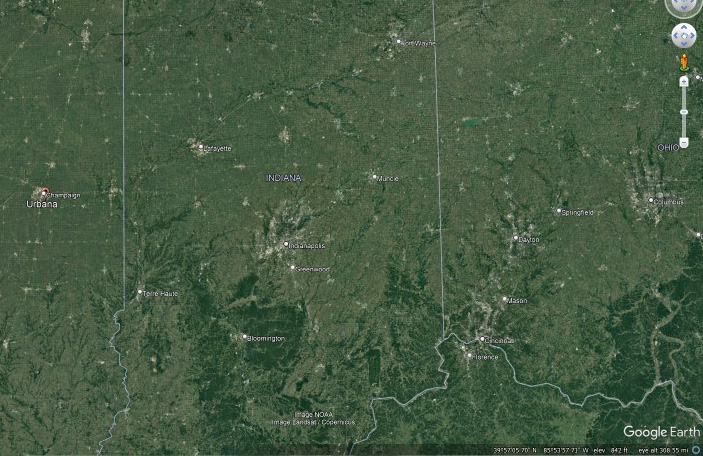 Fort Wayne
Lafayette
OHIO
INDIANA
Muncie
Champaign
Urbana
Columbus
Springfield
Dayton
Indianapolis
Greenwood
Terre Haute
Mason
Bloomington
Cincinnati
Florence
Image NOAA
Image Landsat / Copernicus
Google Earth
39°57'05.70" N 85°53'57.73" W elev 842 ft eye alt 308.55 mi